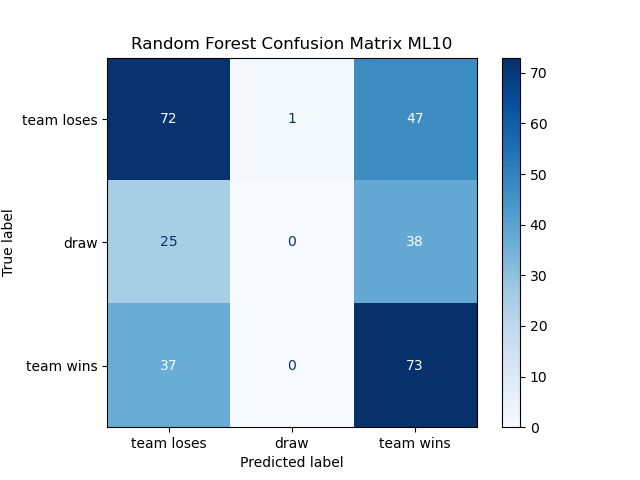 Random Forest Confusion Matrix ML10
True label
team loses
72
1
47
draw
25
0
38
team wins
37
0
73
team loses
draw
team wins
Predicted label
70
60
50
40
30
20
10
0